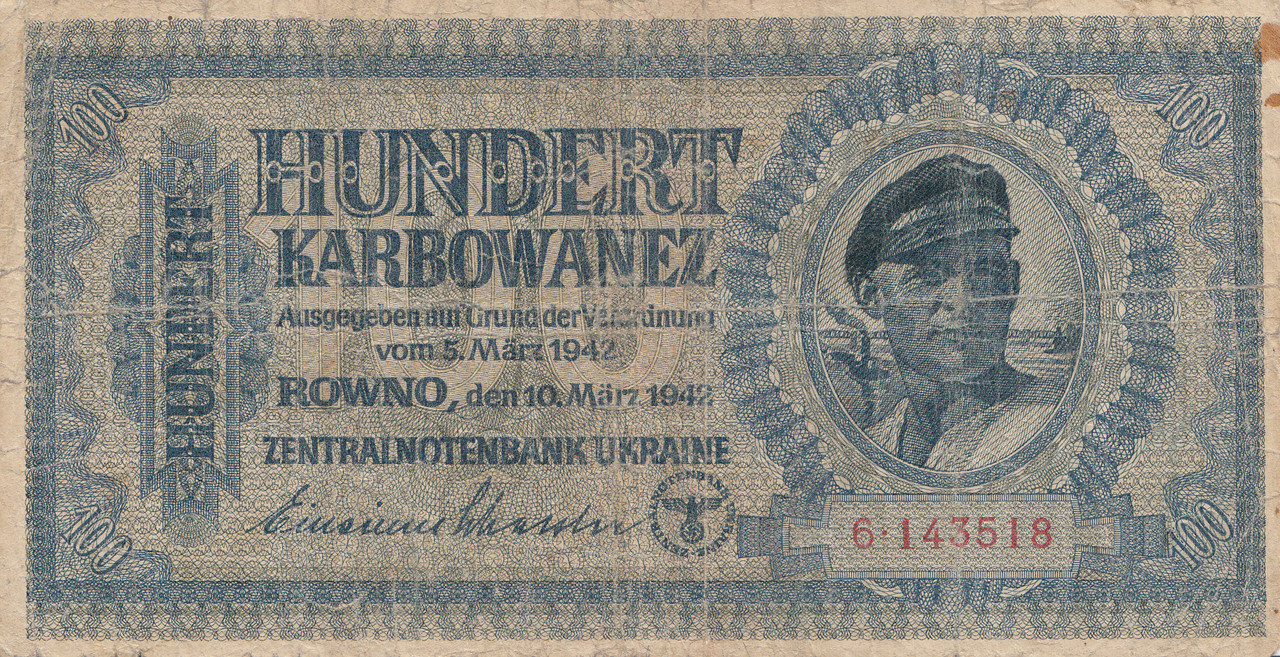 100
100
HUNDERT
HUNDERT
KARBOWANEZ
Ausgegeben auf Grund der Verordnung
vom 5. März 1942
ROWNO, den 10. März 1942
ZENTRALNOTENBANK UKRAINE
6·143518
100
100